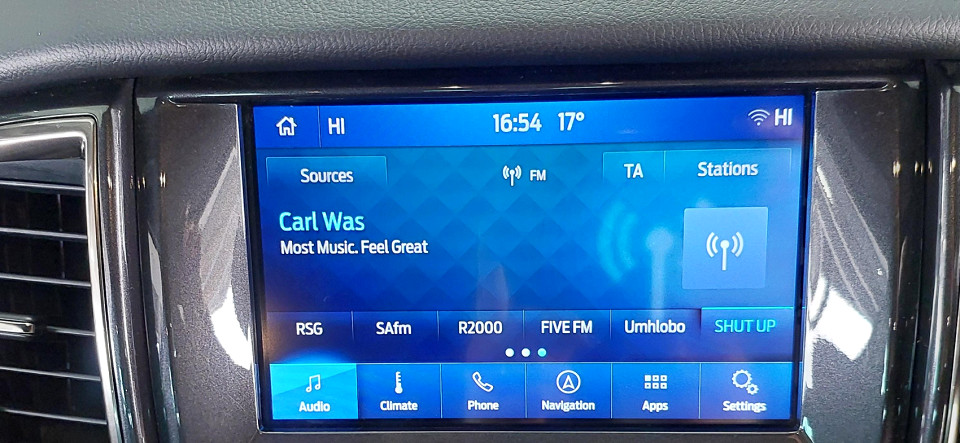 HI 16:54 17° HI
Sources FM TA Stations
Carl Was
Most Music. Feel Great
RSG SAfm R2000 FIVE FM Umhlobo SHUT UP
Audio Climate Phone Navigation Apps Settings